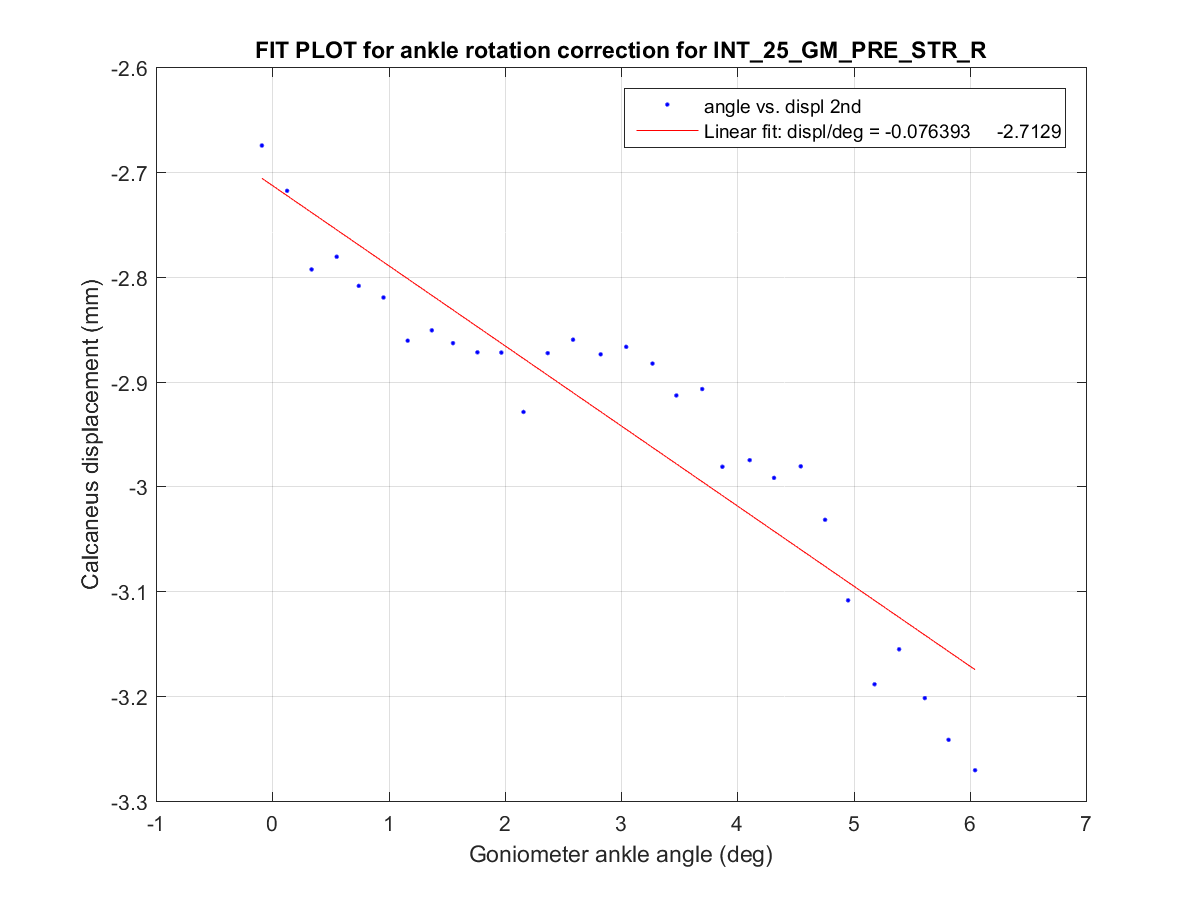 FIT PLOT for ankle rotation correction for INT_25_GM_PRE_STR_R
angle vs. displ 2nd
Linear fit: displ/deg = -0.076393 -2.7129
-2.6
-2.7
-2.8
-2.9
-3
-3.1
-3.2
-3.3
Calcaneus displacement (mm)
-1 0 1 2 3 4 5 6 7
Goniometer ankle angle (deg)